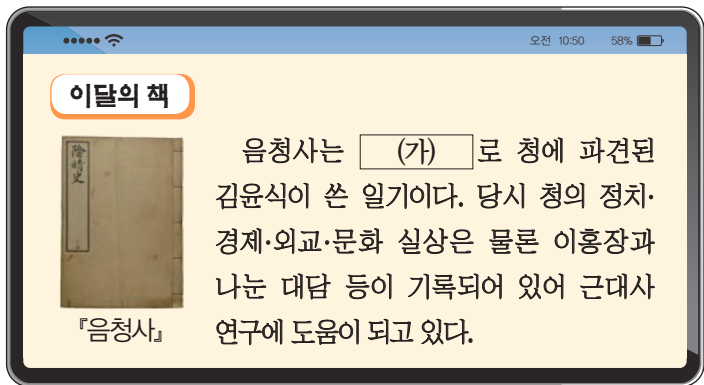 오전 10:50 58%
이달의 책
음청사는 (가) 로 청에 파견된
김윤식이 쓴 일기이다. 당시 청의 정치·
경제·외교·문화 실상은 물론 이홍장과
나눈 대담 등이 기록되어 있어 근대사
연구에 도움이 되고 있다.
陰晴史
『음청사』